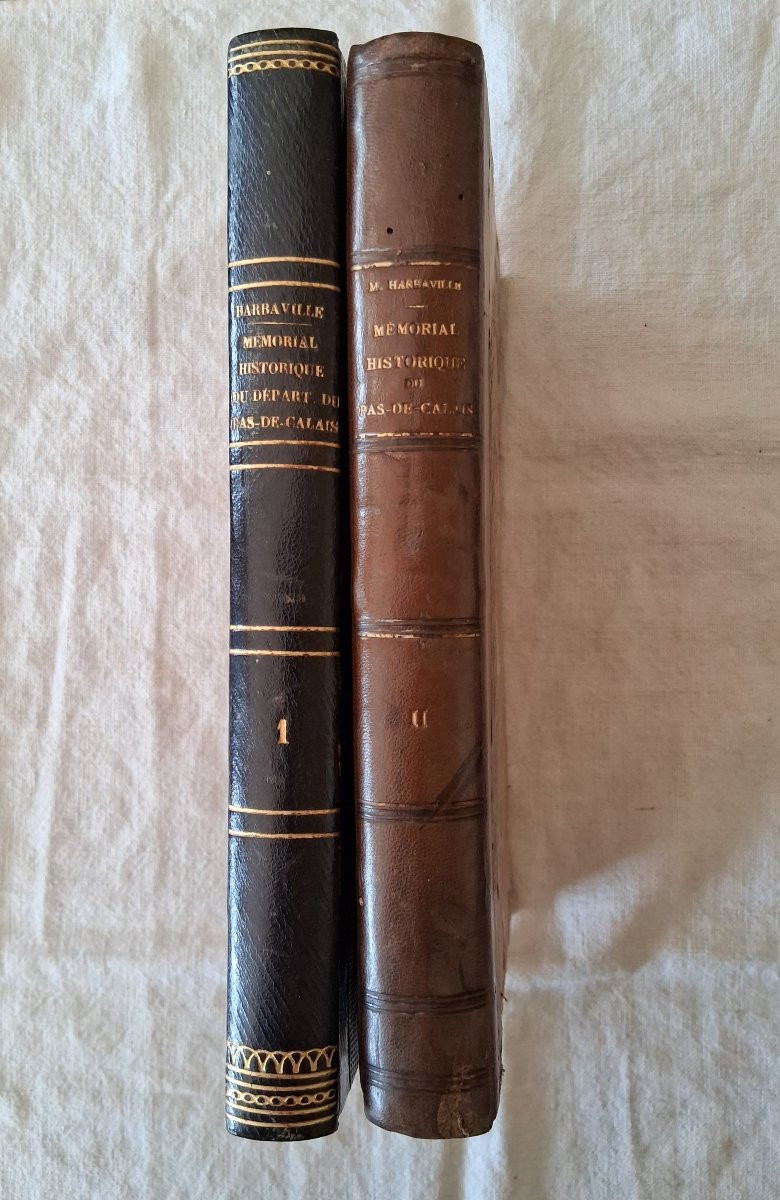 HARBAVILLE
MÉMORIAL
HISTORIQUE
DU DÉPART. DU
PAS-DE-CALAIS
1
M. HARBAVILLE
MÉMORIAL
HISTORIQUE
DU
PAS-DE-CALAIS
II